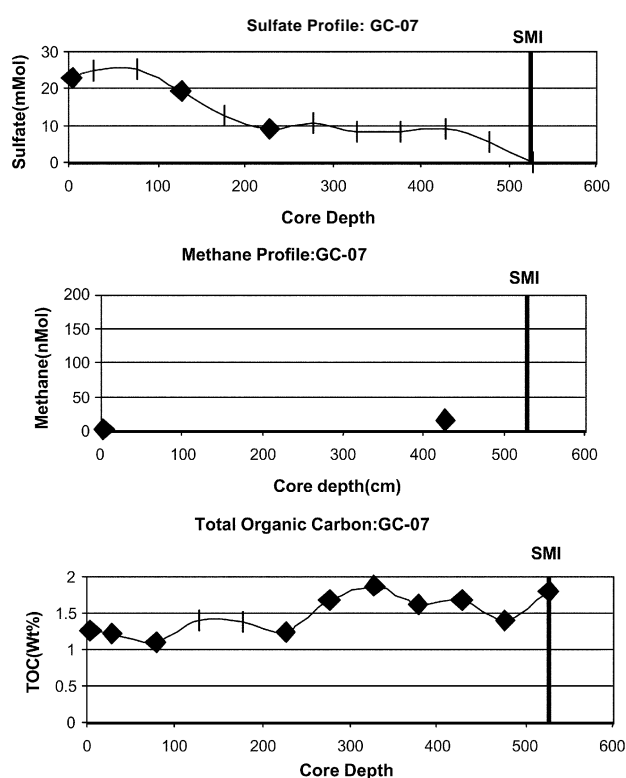 Sulfate Profile: GC-07
SMI
Sulfate(mMol)
30
20
10
0
0 100 200 300 400 500 600
Core Depth
Methane Profile:GC-07
SMI
Methane(nMol)
200
150
100
50
0
0 100 200 300 400 500 600
Core depth(cm)
Total Organic Carbon:GC-07
SMI
TOC(Wt%)
2
1.5
1
0.5
0
0 100 200 300 400 500 600
Core Depth